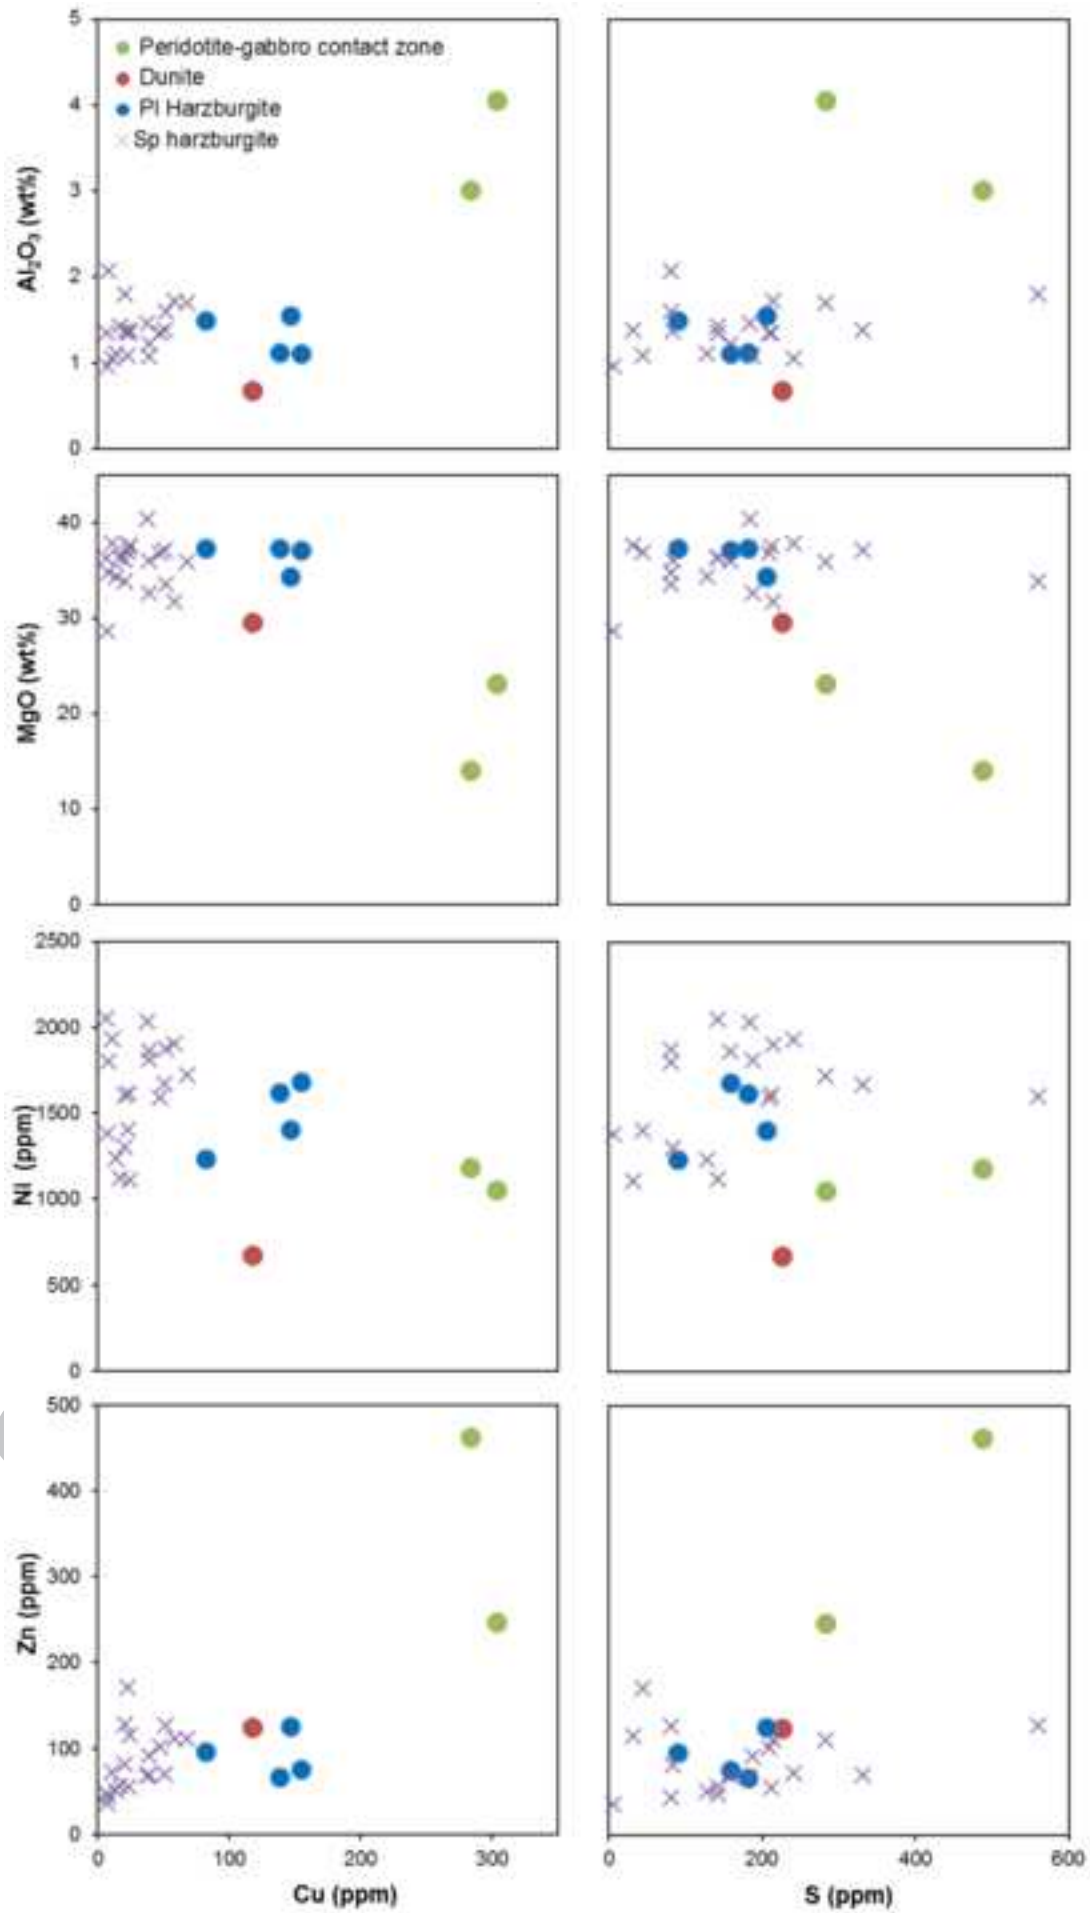 5
Peridotite-gabbro contact zone
Dunite
Pl Harzburgite
Sp harzburgite
4
3
2
1
0
Al₂O₃ (wt%)
40
30
20
10
0
MgO (wt%)
2500
2000
1500
1000
500
0
Ni (ppm)
500
400
300
200
100
0
Zn (ppm)
0 100 200 300
Cu (ppm)
0 200 400 600
S (ppm)